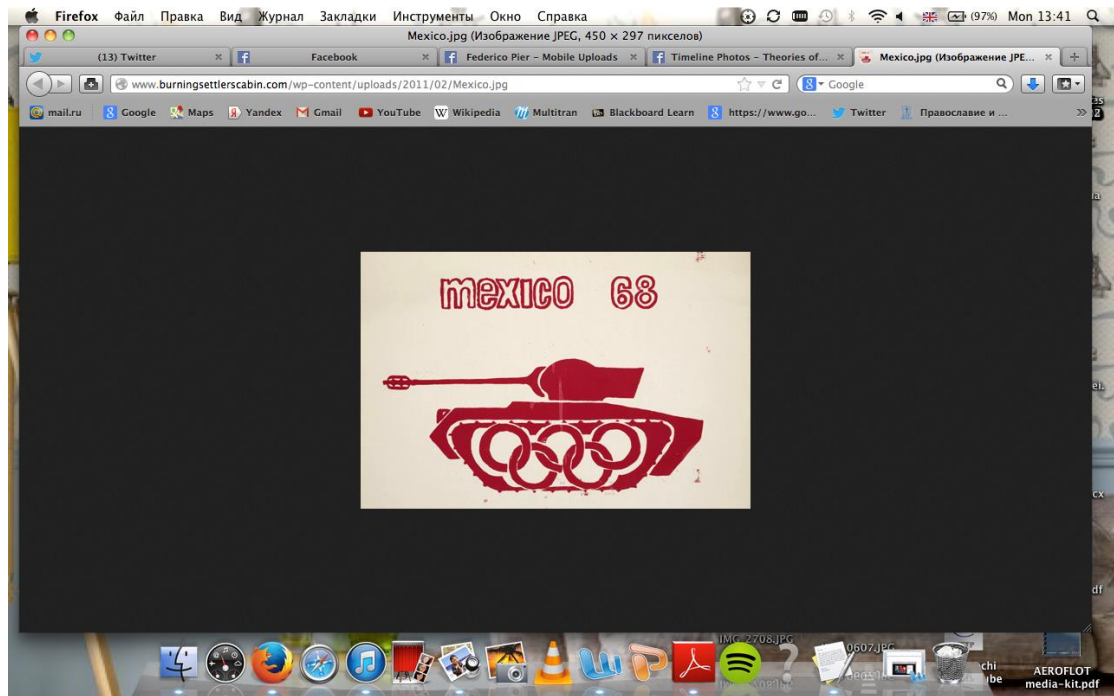 Firefox Файл Правка Вид Журнал Закладки Инструменты Окно Справка (97%) Mon 13:41
Mexico.jpg (Изображение JPEG, 450 × 297 пикселов)
(13) Twitter Facebook Federico Pier – Mobile Uploads Timeline Photos – Theories of... Mexico.jpg (Изображение JPE...
www.burningsettlerscabin.com/wp-content/uploads/2011/02/Mexico.jpg Google
mail.ru Google Maps Yandex Gmail YouTube Wikipedia Multitran Blackboard Learn https://www.go... Twitter Православие и ...
mexico 68
IMG_2708.JPG
AEROFLOT
media-kit.pdf